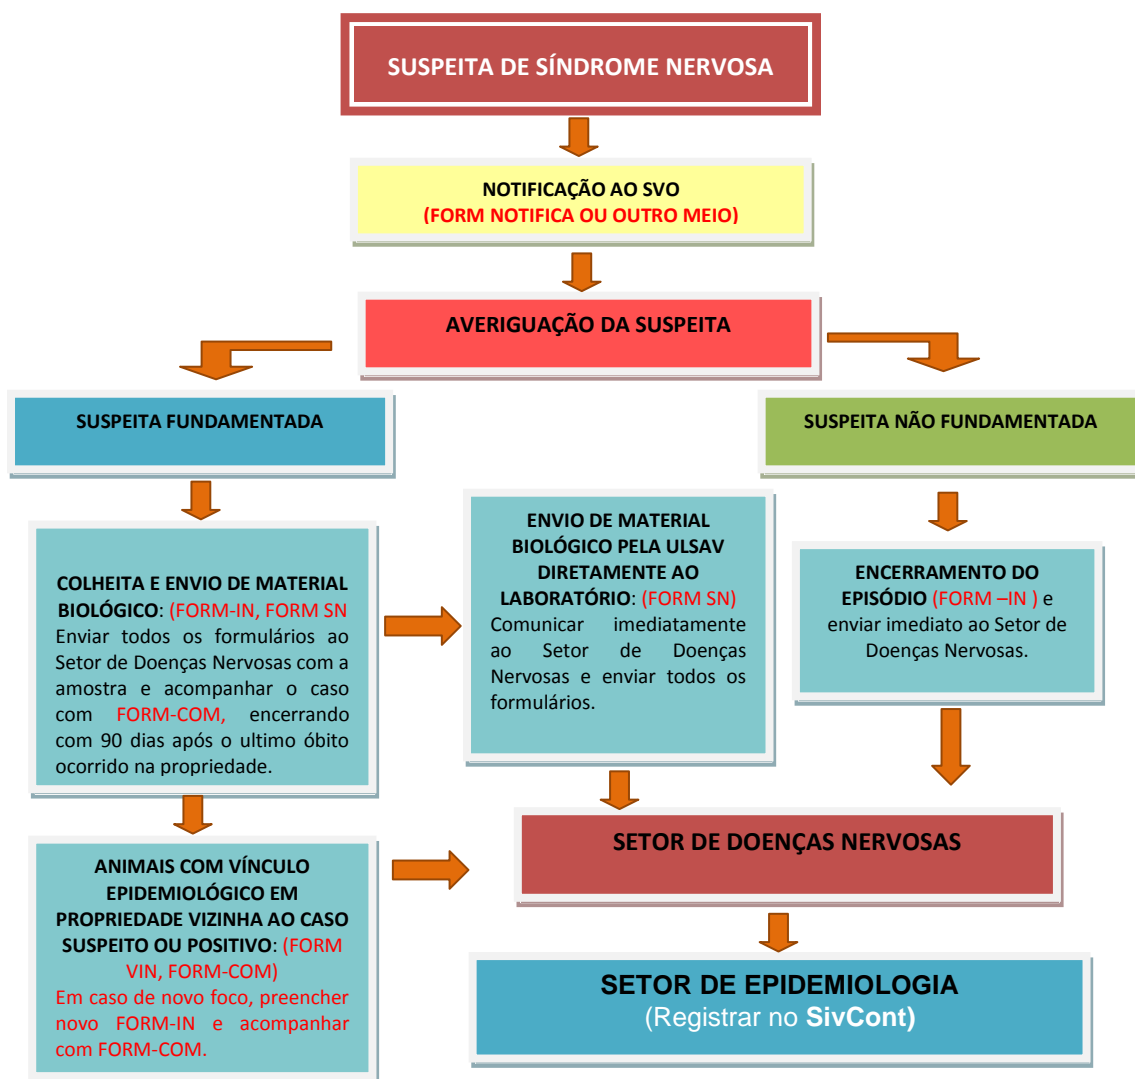 SUSPEITA DE SÍNDROME NERVOSA
NOTIFICAÇÃO AO SVO
(FORM NOTIFICA OU OUTRO MEIO)
AVERIGUAÇÃO DA SUSPEITA
SUSPEITA FUNDAMENTADA
SUSPEITA NÃO FUNDAMENTADA
COLHEITA E ENVIO DE MATERIAL
BIOLÓGICO: (FORM-IN, FORM SN
Enviar todos os formulários ao
Setor de Doenças Nervosas com a
amostra e acompanhar o caso
com FORM-COM, encerrando
com 90 dias após o ultimo óbito
ocorrido na propriedade.
ENVIO DE MATERIAL
BIOLÓGICO PELA ULSAV
DIRETAMENTE AO
LABORATÓRIO: (FORM SN)
Comunicar imediatamente
ao Setor de Doenças
Nervosas e enviar todos os
formulários.
ENCERRAMENTO DO
EPISÓDIO (FORM –IN ) e
enviar imediato ao Setor de
Doenças Nervosas.
ANIMAIS COM VÍNCULO
EPIDEMIOLÓGICO EM
PROPRIEDADE VIZINHA AO CASO
SUSPEITO OU POSITIVO: (FORM
VIN, FORM-COM)
Em caso de novo foco, preencher
novo FORM-IN e acompanhar
com FORM-COM.
SETOR DE DOENÇAS NERVOSAS
SETOR DE EPIDEMIOLOGIA
(Registrar no SivCont)